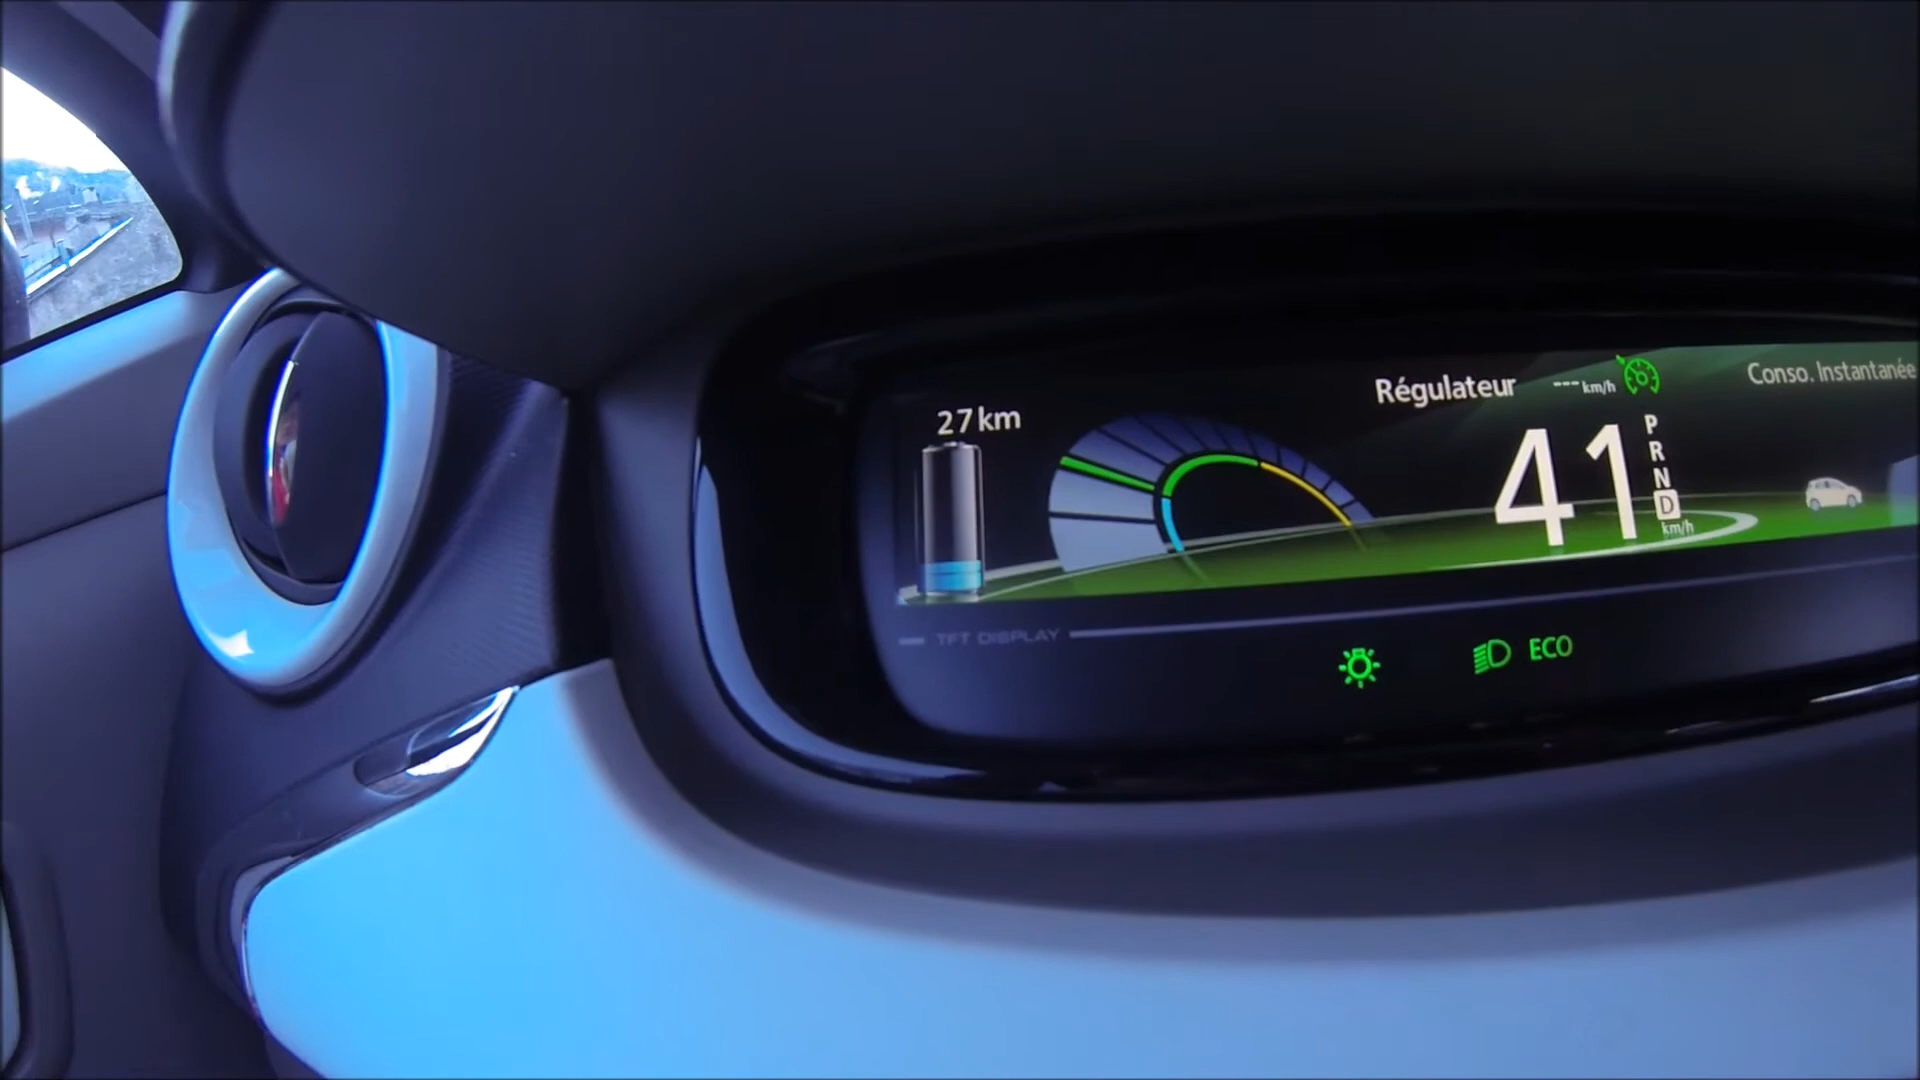 Régulateur --- km/h
Conso. Instantanée
27 km
41
P
R
N
D
km/h
TFT DISPLAY
ECO